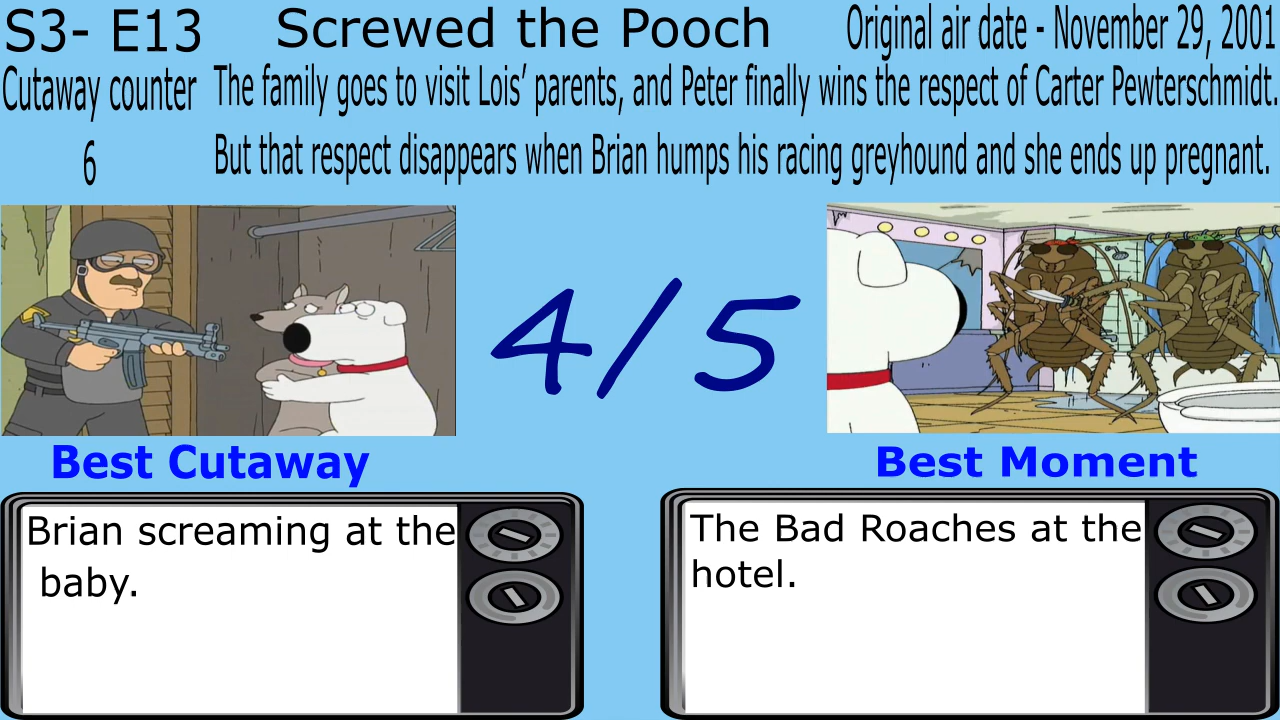 S3- E13
Screwed the Pooch
Original air date - November 29, 2001
Cutaway counter
6
The family goes to visit Lois’ parents, and Peter finally wins the respect of Carter Pewterschmidt.
But that respect disappears when Brian humps his racing greyhound and she ends up pregnant.
4/5
Best Cutaway
Best Moment
Brian screaming at the
baby.
The Bad Roaches at the
hotel.